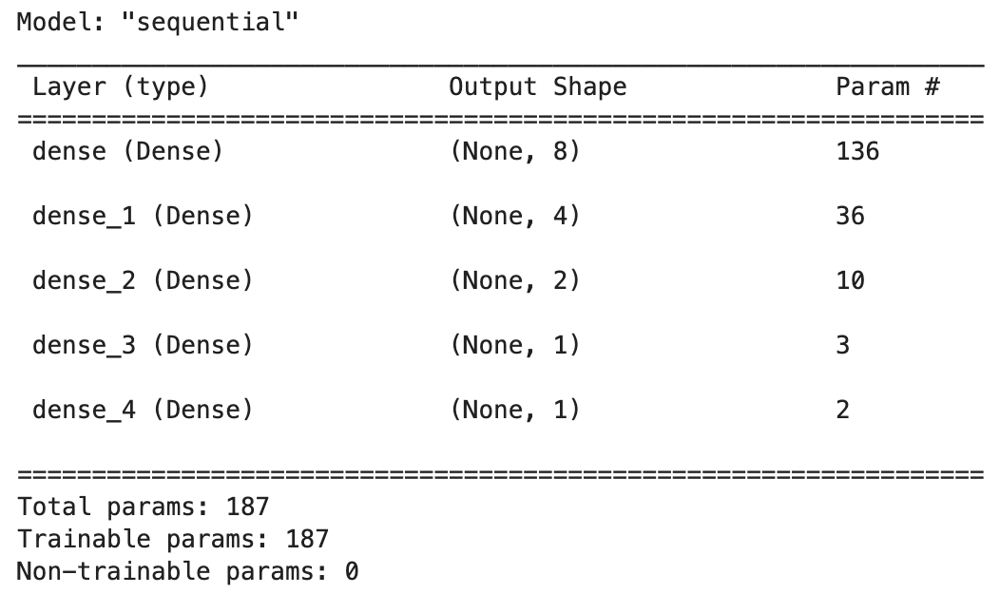 Model: "sequential"
_________________________________________________________________
Layer (type) Output Shape Param #
=================================================================
dense (Dense) (None, 8) 136
dense_1 (Dense) (None, 4) 36
dense_2 (Dense) (None, 2) 10
dense_3 (Dense) (None, 1) 3
dense_4 (Dense) (None, 1) 2
=================================================================
Total params: 187
Trainable params: 187
Non-trainable params: 0